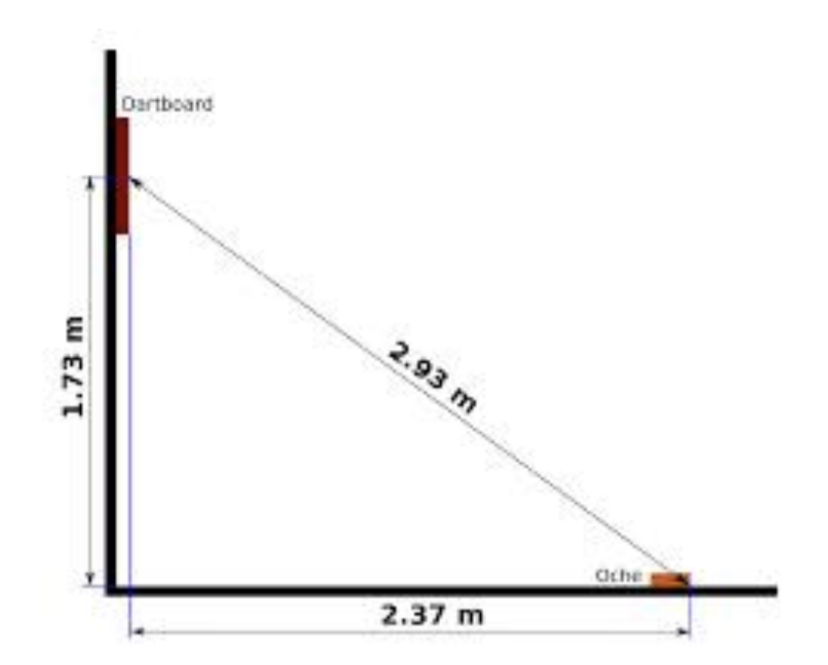 Dartboard
1.73 m
2.93 m
Oche
2.37 m